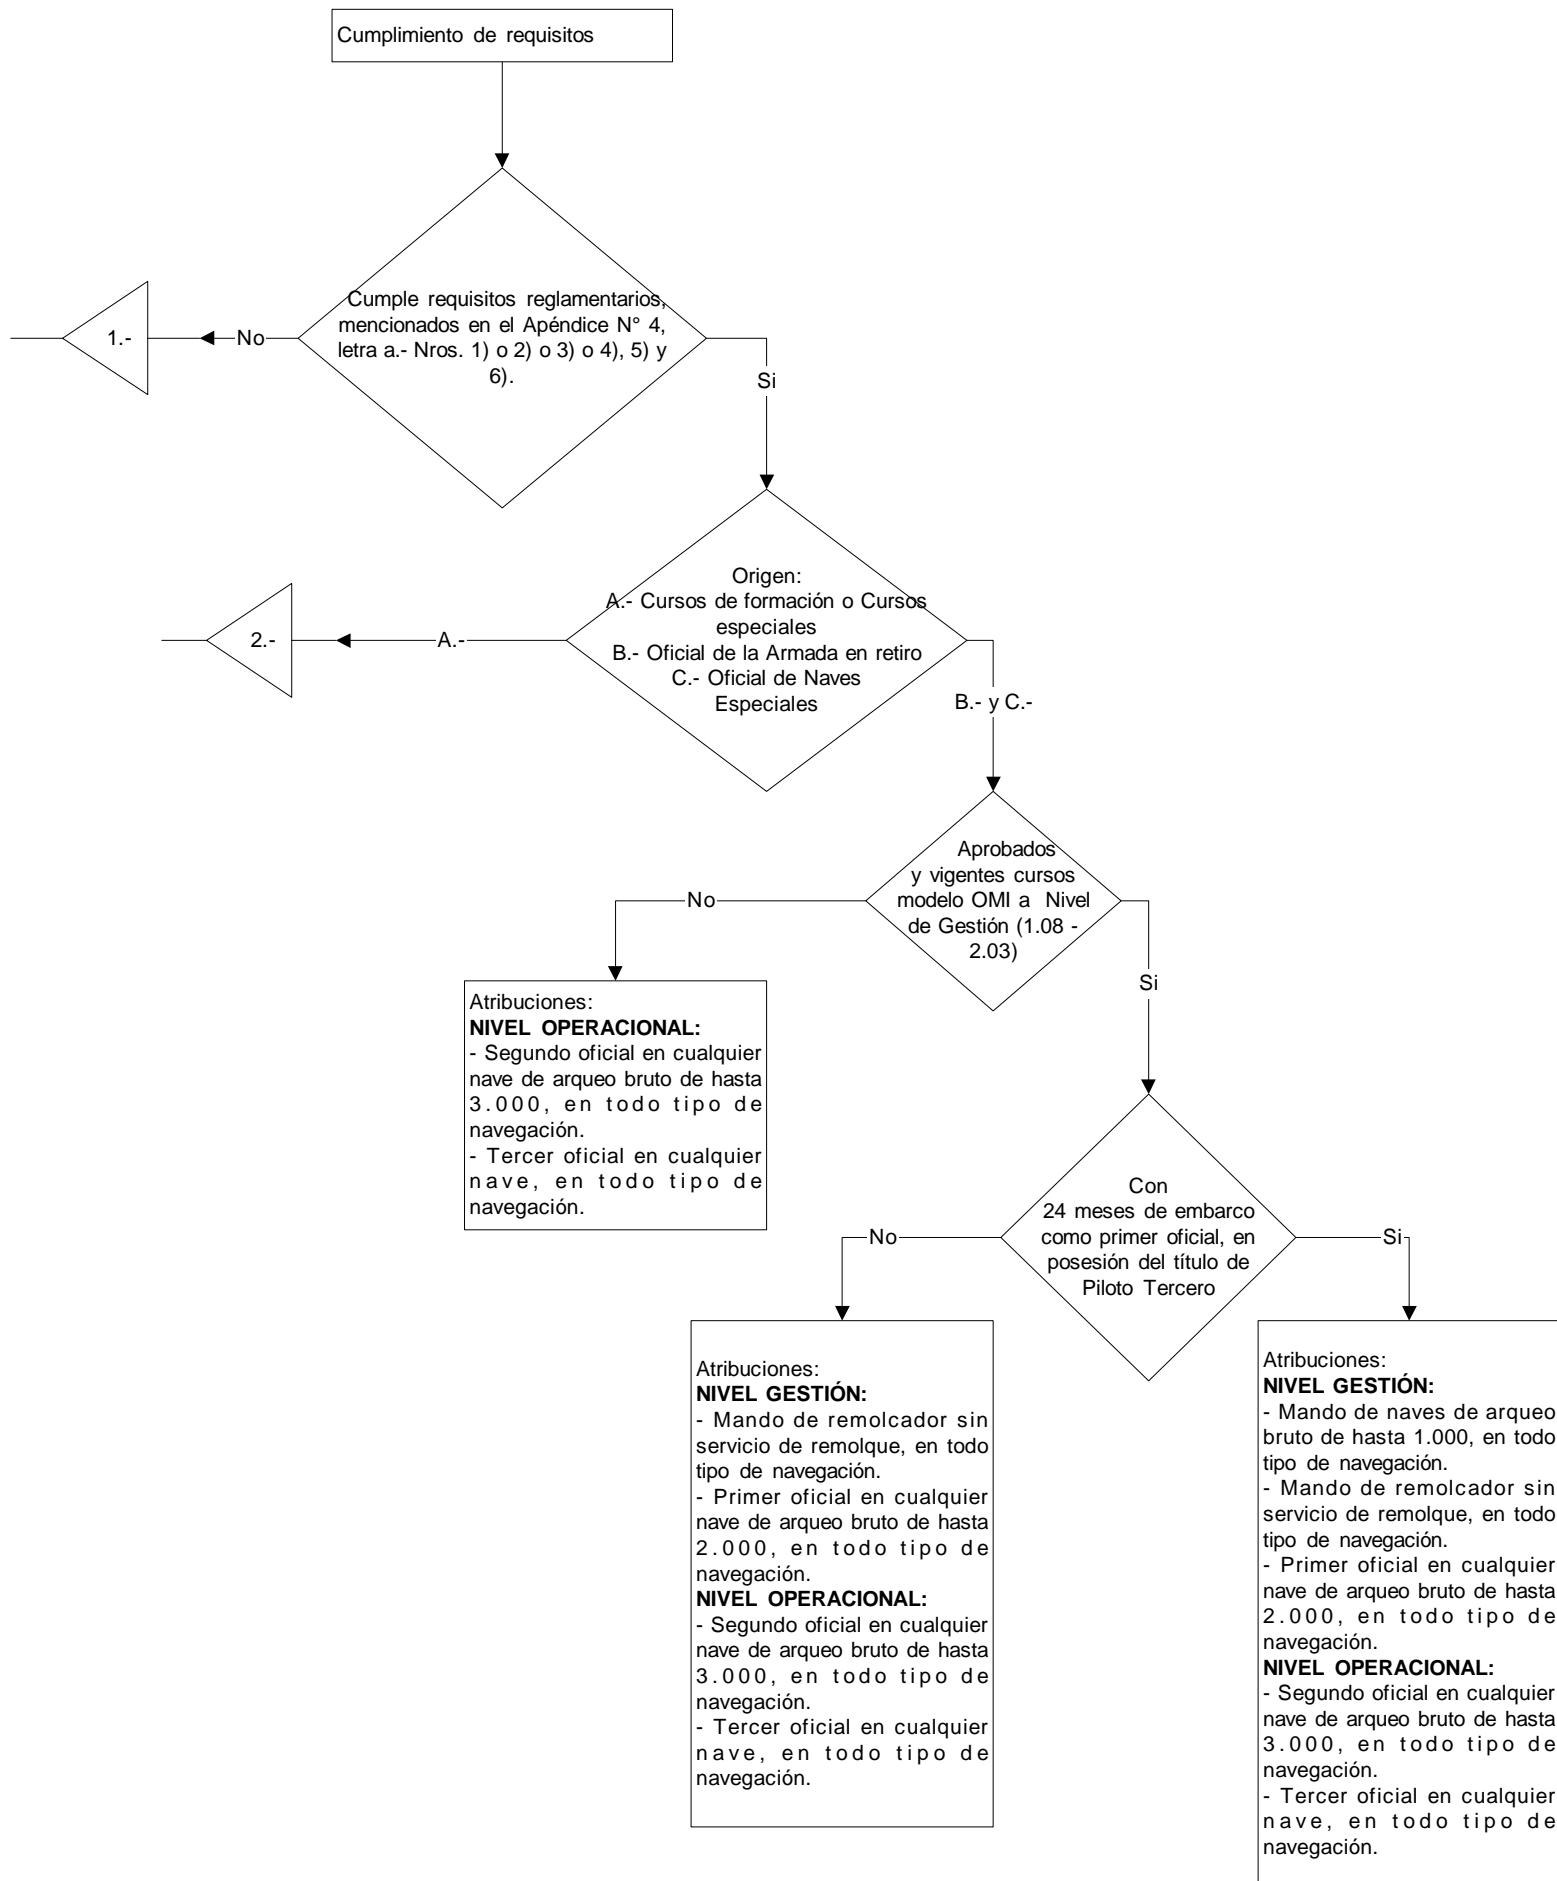 Cumplimiento de requisitos
Cumple requisitos reglamentarios,
mencionados en el Apéndice N° 4,
letra a.- Nros. 1) o 2) o 3) o 4), 5) y
6).
1.-
No
Si
Origen:
A.- Cursos de formación o Cursos
especiales
B.- Oficial de la Armada en retiro
C.- Oficial de Naves
Especiales
2.-
A.-
B.- y C.-
Aprobados
y vigentes cursos
modelo OMI a Nivel
de Gestión (1.08 -
2.03)
No
Si
Atribuciones:
NIVEL OPERACIONAL:
- Segundo oficial en cualquier
nave de arqueo bruto de hasta
3.000, en todo tipo de
navegación.
- Tercer oficial en cualquier
nave, en todo tipo de
navegación.
Con
24 meses de embarco
como primer oficial, en
posesión del título de
Piloto Tercero
No
Si
Atribuciones:
NIVEL GESTIÓN:
- Mando de remolcador sin
servicio de remolque, en todo
tipo de navegación.
- Primer oficial en cualquier
nave de arqueo bruto de hasta
2.000, en todo tipo de
navegación.
NIVEL OPERACIONAL:
- Segundo oficial en cualquier
nave de arqueo bruto de hasta
3.000, en todo tipo de
navegación.
- Tercer oficial en cualquier
nave, en todo tipo de
navegación.
Atribuciones:
NIVEL GESTIÓN:
- Mando de naves de arqueo
bruto de hasta 1.000, en todo
tipo de navegación.
- Mando de remolcador sin
servicio de remolque, en todo
tipo de navegación.
- Primer oficial en cualquier
nave de arqueo bruto de hasta
2.000, en todo tipo de
navegación.
NIVEL OPERACIONAL:
- Segundo oficial en cualquier
nave de arqueo bruto de hasta
3.000, en todo tipo de
navegación.
- Tercer oficial en cualquier
nave, en todo tipo de
navegación.